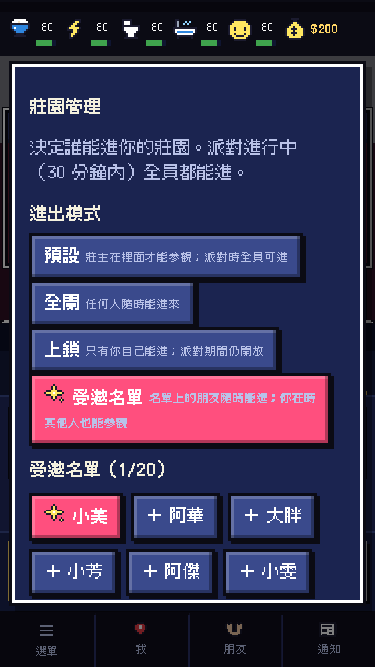 80 80 80 80 80 $200
莊園管理
決定誰能進你的莊園。派對進行中
（30 分鐘內）全員都能進。
進出模式
預設 莊主在裡面才能參觀；派對時全員可進
全開 任何人隨時能進來
上鎖 只有你自己能進；派對期間仍開放
受邀名單 名單上的朋友隨時能進；你在時
其他人也能參觀
受邀名單（1/20）
小美 + 阿華 + 大胖
+ 小芳 + 阿傑 + 小雯
選單 我 朋友 通知